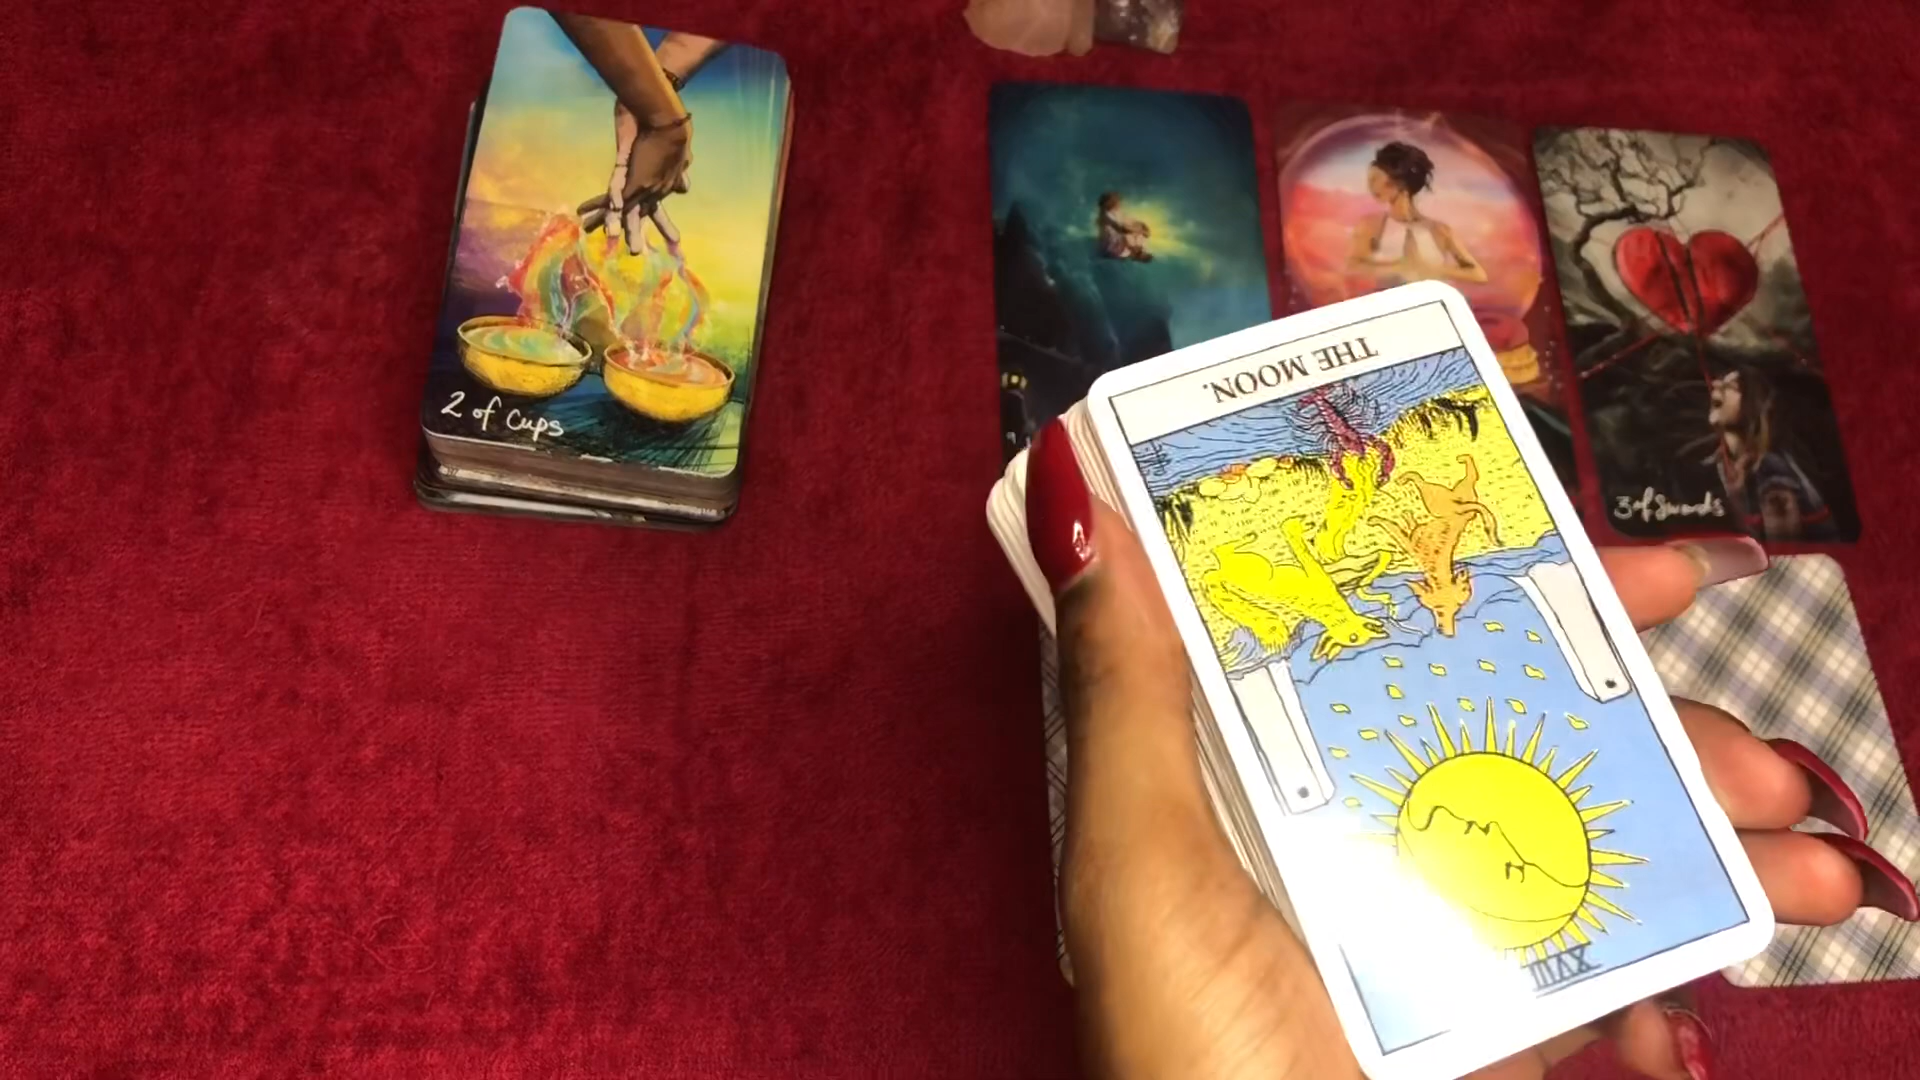 2 of Cups
3 of Swords
THE MOON.
XVIII